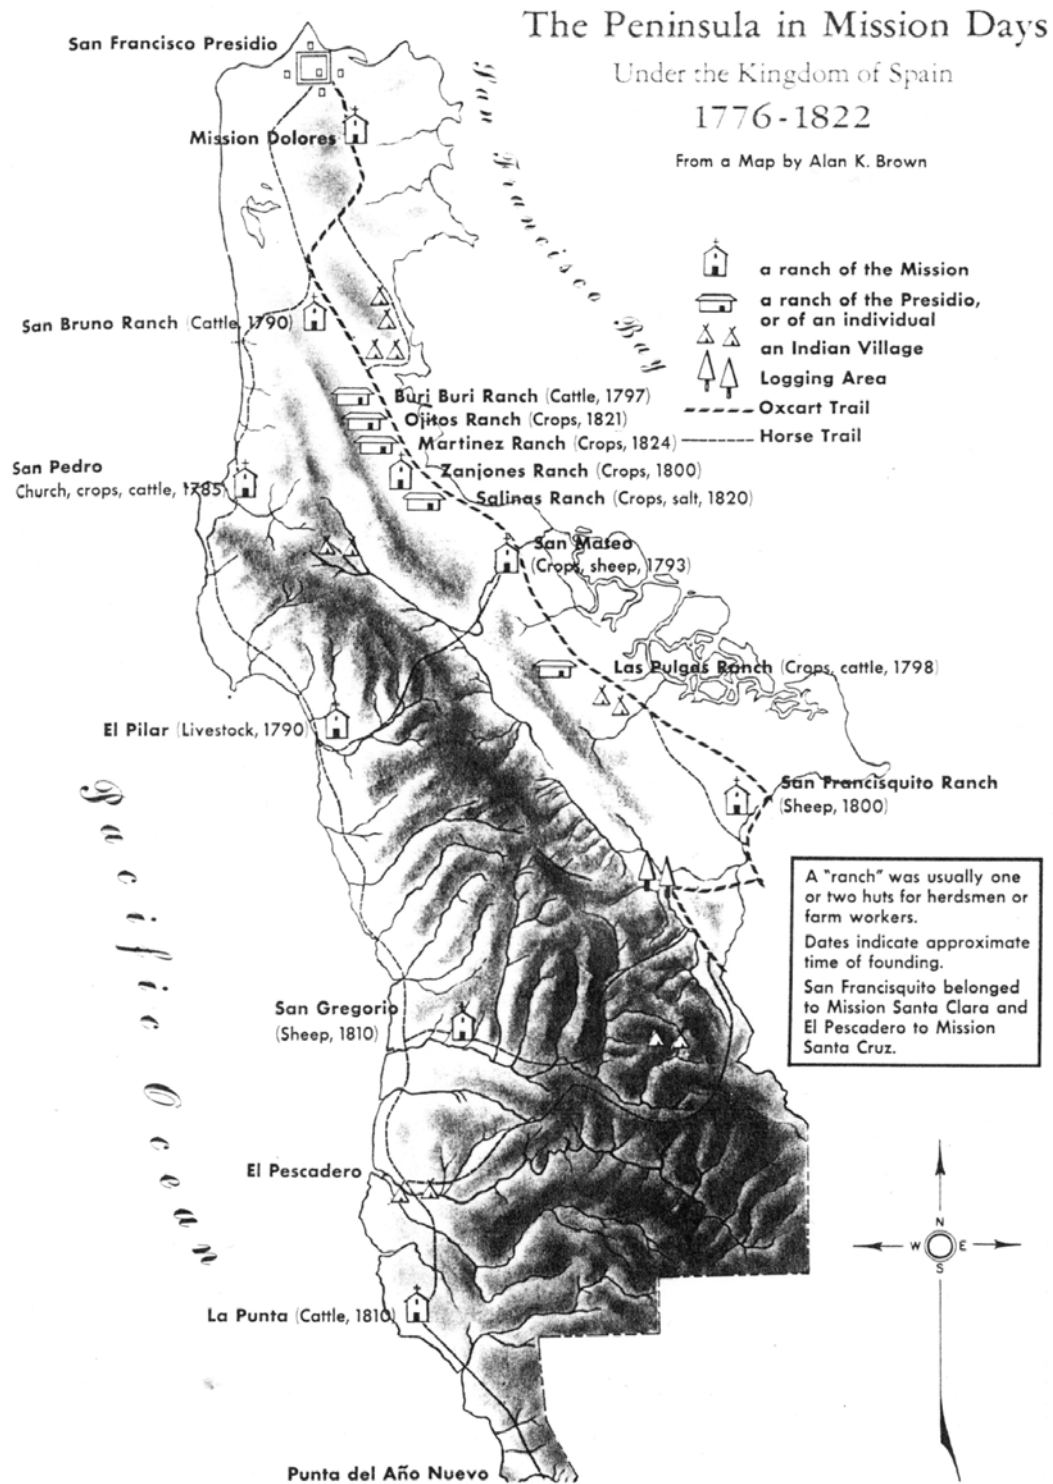 The Peninsula in Mission Days
Under the Kingdom of Spain
1776-1822
From a Map by Alan K. Brown
San Francisco Presidio
Mission Dolores
San Francisco Bay
a ranch of the Mission
a ranch of the Presidio,
or of an individual
an Indian Village
Logging Area
Oxcart Trail
Horse Trail
San Bruno Ranch (Cattle, 1790)
Buri Buri Ranch (Cattle, 1797)
Ojitos Ranch (Crops, 1821)
Martinez Ranch (Crops, 1824)
San Pedro
Church, crops, cattle, 1785)
Zanjones Ranch (Crops, 1800)
Salinas Ranch (Crops, salt, 1820)
San Mateo
(Crops, sheep, 1793)
Las Pulgas Ranch (Crops, cattle, 1798)
El Pilar (Livestock, 1790)
San Francisquito Ranch
(Sheep, 1800)
Pacific Ocean
A "ranch" was usually one
or two huts for herdsmen or
farm workers.
Dates indicate approximate
time of founding.
San Francisquito belonged
to Mission Santa Clara and
El Pescadero to Mission
Santa Cruz.
San Gregorio
(Sheep, 1810)
El Pescadero
N
W E
S
La Punta (Cattle, 1810)
Punta del Año Nuevo